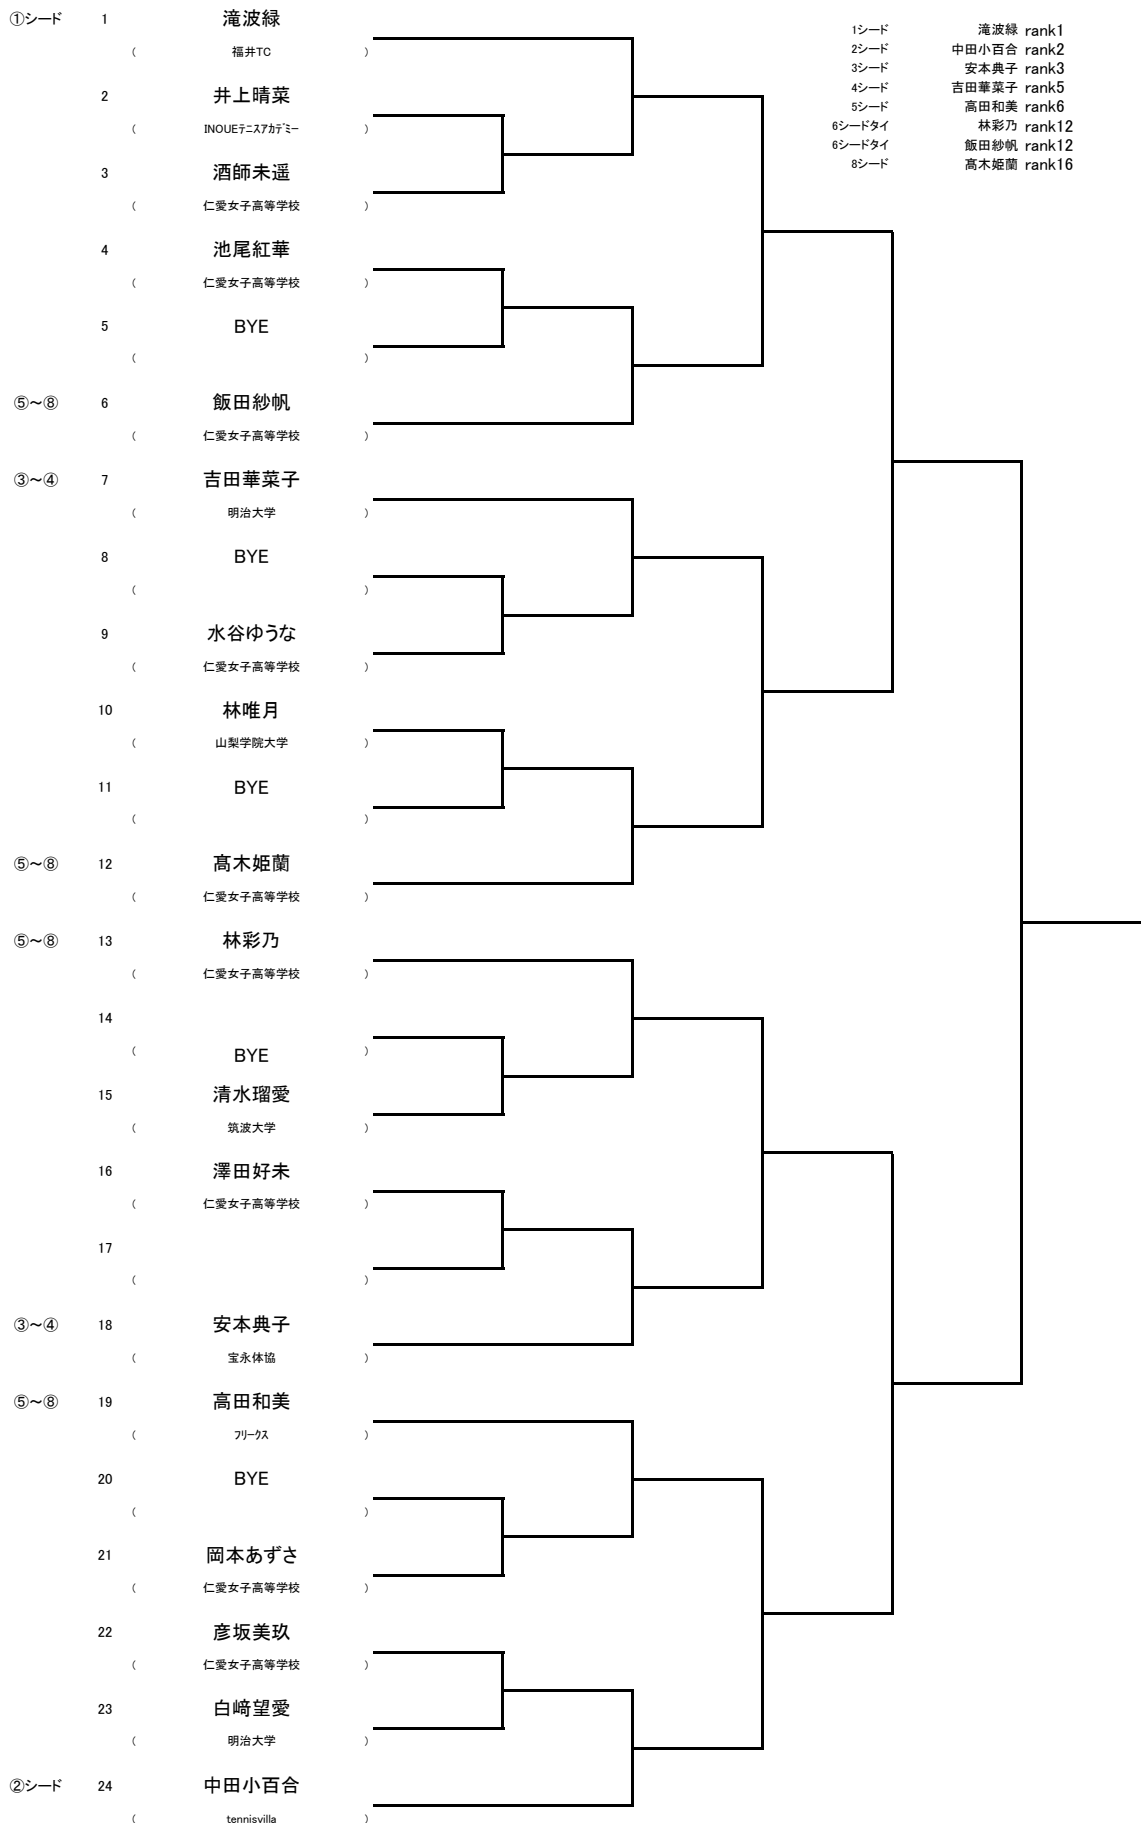 ①シード 1 滝波緑
( 福井TC )
2 井上晴菜
( INOUEテニスアカデミー )
3 酒師未遥
( 仁愛女子高等学校 )
4 池尾紅華
( 仁愛女子高等学校 )
5 BYE
( )
⑤～⑧ 6 飯田紗帆
( 仁愛女子高等学校 )
③～④ 7 吉田華菜子
( 明治大学 )
8 BYE
( )
9 水谷ゆうな
( 仁愛女子高等学校 )
10 林唯月
( 山梨学院大学 )
11 BYE
( )
⑤～⑧ 12 髙木姫蘭
( 仁愛女子高等学校 )
⑤～⑧ 13 林彩乃
( 仁愛女子高等学校 )
14
( BYE )
15 清水瑠愛
( 筑波大学 )
16 澤田好未
( 仁愛女子高等学校 )
17
( )
③～④ 18 安本典子
( 宝永体協 )
⑤～⑧ 19 高田和美
( フリークス )
20 BYE
( )
21 岡本あずさ
( 仁愛女子高等学校 )
22 彦坂美玖
( 仁愛女子高等学校 )
23 白﨑望愛
( 明治大学 )
②シード 24 中田小百合
( tennisvilla )
1シード 滝波緑 rank1
2シード 中田小百合 rank2
3シード 安本典子 rank3
4シード 吉田華菜子 rank5
5シード 高田和美 rank6
6シードタイ 林彩乃 rank12
6シードタイ 飯田紗帆 rank12
8シード 髙木姫蘭 rank16